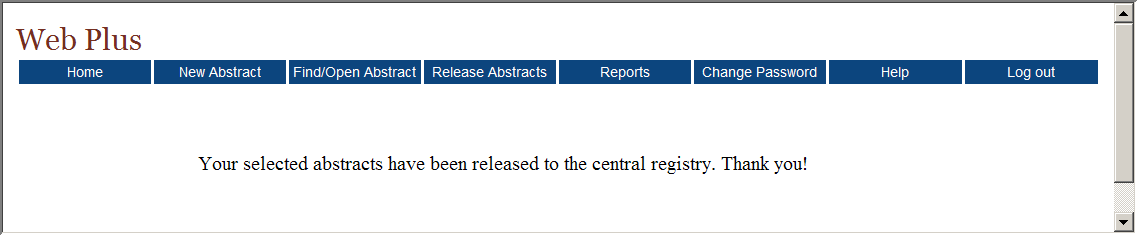 Web Plus
Home New Abstract Find/Open Abstract Release Abstracts Reports Change Password Help Log out
Your selected abstracts have been released to the central registry. Thank you!